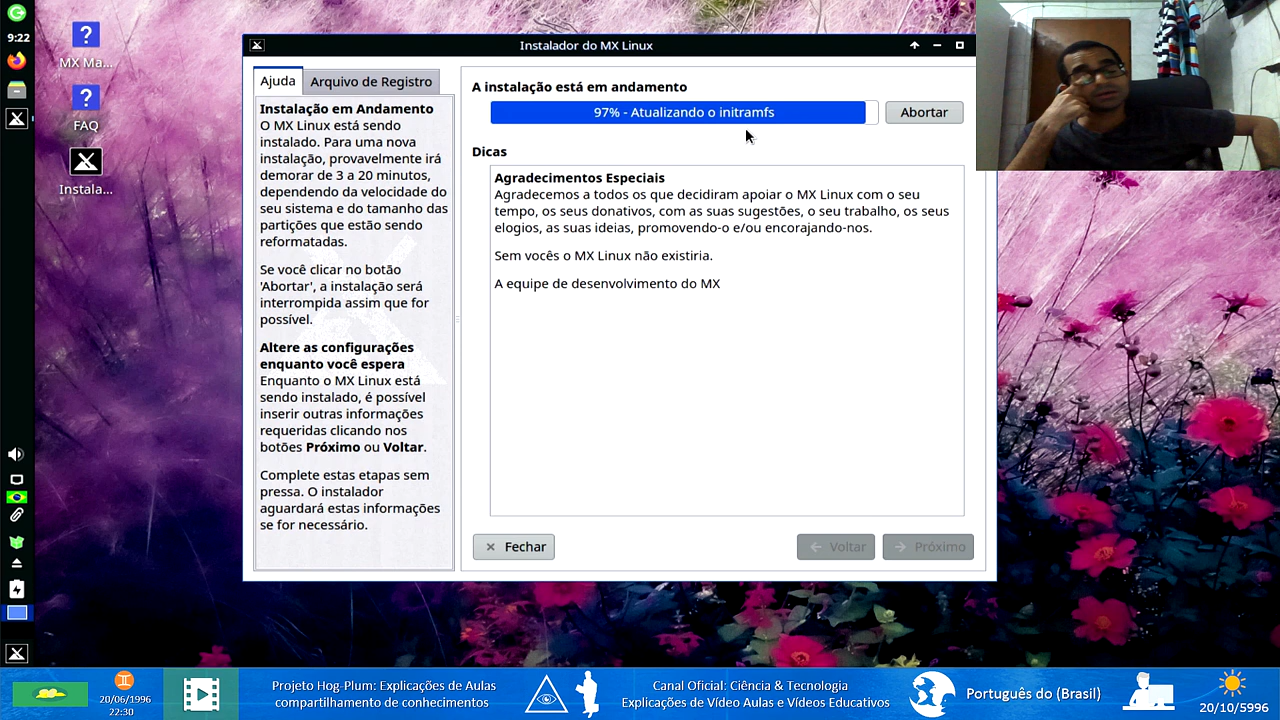 9:22
MX Ma...
FAQ
Instala...
Instalador do MX Linux
Ajuda
Arquivo de Registro
Instalação em Andamento
O MX Linux está sendo
instalado. Para uma nova
instalação, provavelmente irá
demorar de 3 a 20 minutos,
dependendo da velocidade do
seu sistema e do tamanho das
partições que estão sendo
reformatadas.
Se você clicar no botão
'Abortar', a instalação será
interrompida assim que for
possível.
Altere as configurações
enquanto você espera
Enquanto o MX Linux está
sendo instalado, é possível
inserir outras informações
requeridas clicando nos
botões Próximo ou Voltar.
Complete estas etapas sem
pressa. O instalador
aguardará estas informações
se for necessário.
A instalação está em andamento
97% - Atualizando o initramfs
Abortar
Dicas
Agradecimentos Especiais
Agradecemos a todos os que decidiram apoiar o MX Linux com o seu
tempo, os seus donativos, com as suas sugestões, o seu trabalho, os seus
elogios, as suas ideias, promovendo-o e/ou encorajando-nos.
Sem vocês o MX Linux não existiria.
A equipe de desenvolvimento do MX
Fechar
Voltar
Próximo
20/06/1996
22:30
Projeto Hog-Plum: Explicações de Aulas
compartilhamento de conhecimentos
Canal Oficial: Ciência & Tecnologia
Explicações de Vídeo Aulas e Vídeos Educativos
Português do (Brasil)
20/10/5996